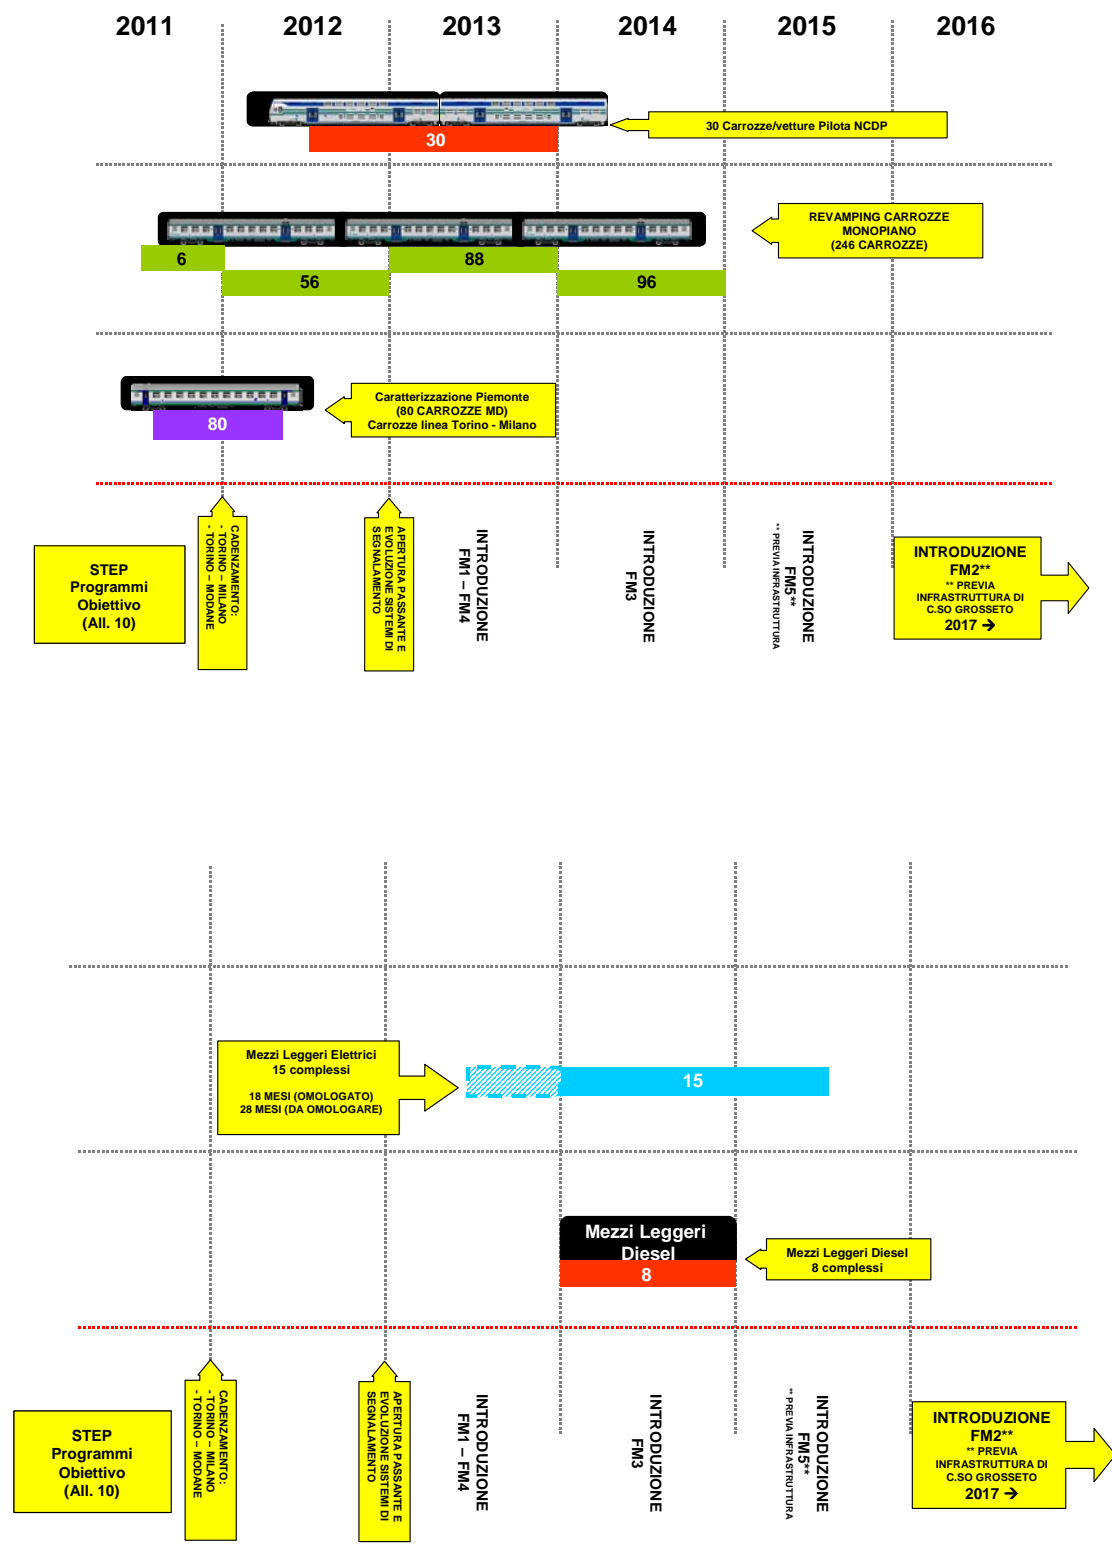 2011 2012 2013 2014 2015 2016
30 Carrozze/vetture Pilota NCDP
30
REVAMPING CARROZZE
MONOPIANO
(246 CARROZZE)
6
88
56
96
Caratterizzazione Piemonte
(80 CARROZZE MD)
Carrozze linea Torino - Milano
80
STEP
Programmi
Obiettivo
(All. 10)
CADENZAMENTO:
- TORINO – MILANO
- TORINO – MODANE
APERTURA PASSANTE E
EVOLUZIONE SISTEMI DI
SEGNALAMENTO
INTRODUZIONE
FM1 – FM4
INTRODUZIONE
FM3
INTRODUZIONE
FM5**
** PREVIA INFRASTRUTTURA
INTRODUZIONE
FM2**
** PREVIA
INFRASTRUTTURA DI
C.SO GROSSETO
2017 →
Mezzi Leggeri Elettrici
15 complessi
18 MESI (OMOLOGATO)
28 MESI (DA OMOLOGARE)
15
Mezzi Leggeri
Diesel
8
Mezzi Leggeri Diesel
8 complessi
STEP
Programmi
Obiettivo
(All. 10)
CADENZAMENTO:
- TORINO – MILANO
- TORINO – MODANE
APERTURA PASSANTE E
EVOLUZIONE SISTEMI DI
SEGNALAMENTO
INTRODUZIONE
FM1 – FM4
INTRODUZIONE
FM3
INTRODUZIONE
FM5**
** PREVIA INFRASTRUTTURA
INTRODUZIONE
FM2**
** PREVIA
INFRASTRUTTURA DI
C.SO GROSSETO
2017 →